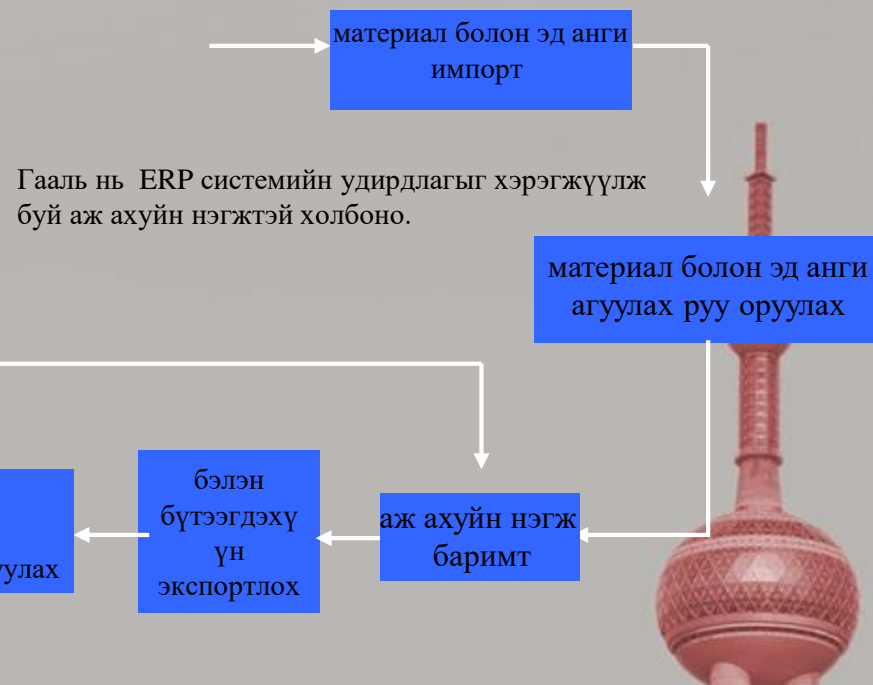 материал болон эд анги
импорт
Гааль нь ERP системийн удирдлагыг хэрэгжүүлж
буй аж ахуйн нэгжтэй холбоно.
материал болон эд анги
агуулах руу оруулах
бэлэн
бүтээгдэхү
үн
экспортлох
аж ахуйн нэгж
баримт